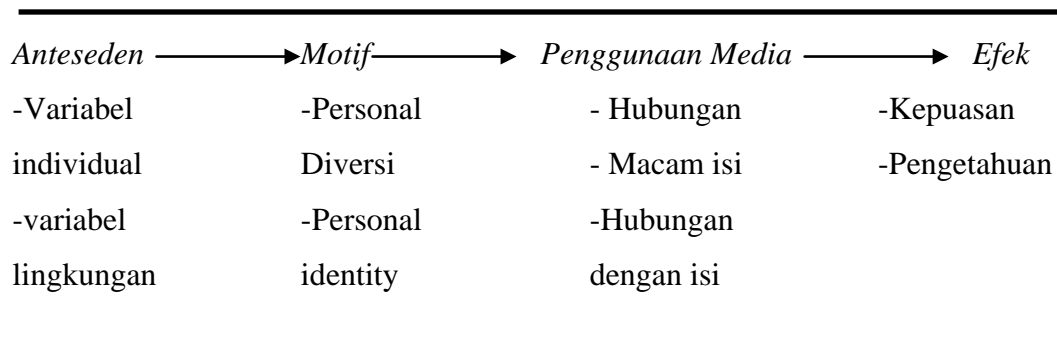 Anteseden Motif Penggunaan Media Efek
-Variabel -Personal - Hubungan -Kepuasan
individual Diversi - Macam isi -Pengetahuan
-variabel -Personal -Hubungan
lingkungan identity dengan isi